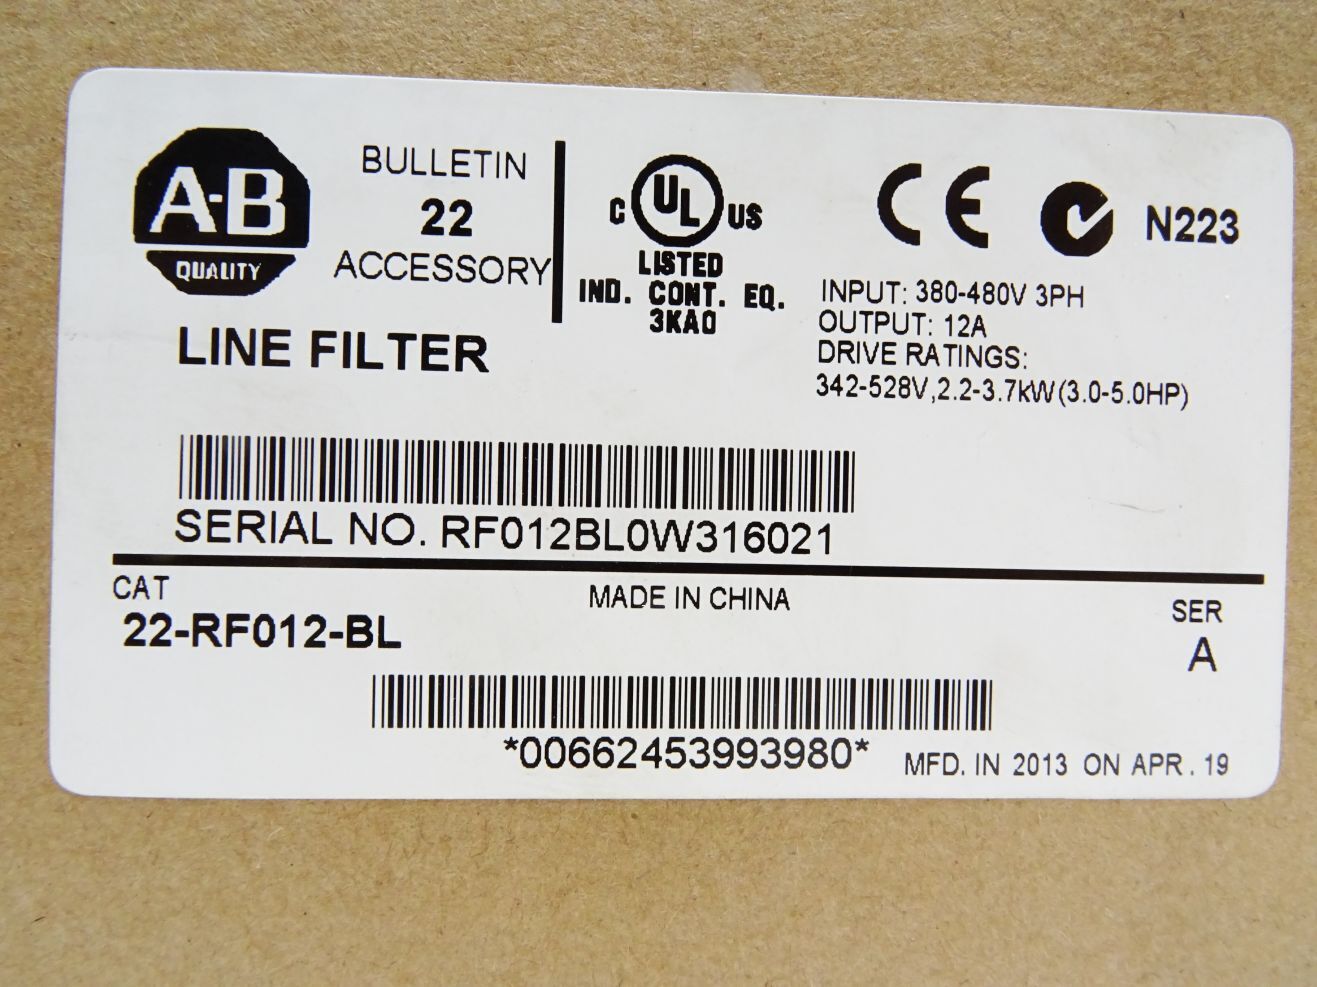 A-B
QUALITY
BULLETIN
22
ACCESSORY
LINE FILTER
C UL US
LISTED
IND. CONT. EQ.
3KA0
CE
N223
INPUT: 380-480V 3PH
OUTPUT: 12A
DRIVE RATINGS:
342-528V,2.2-3.7kW(3.0-5.0HP)
SERIAL NO. RF012BL0W316021
CAT
22-RF012-BL
MADE IN CHINA
SER
A
*00662453993980*
MFD. IN 2013 ON APR. 19